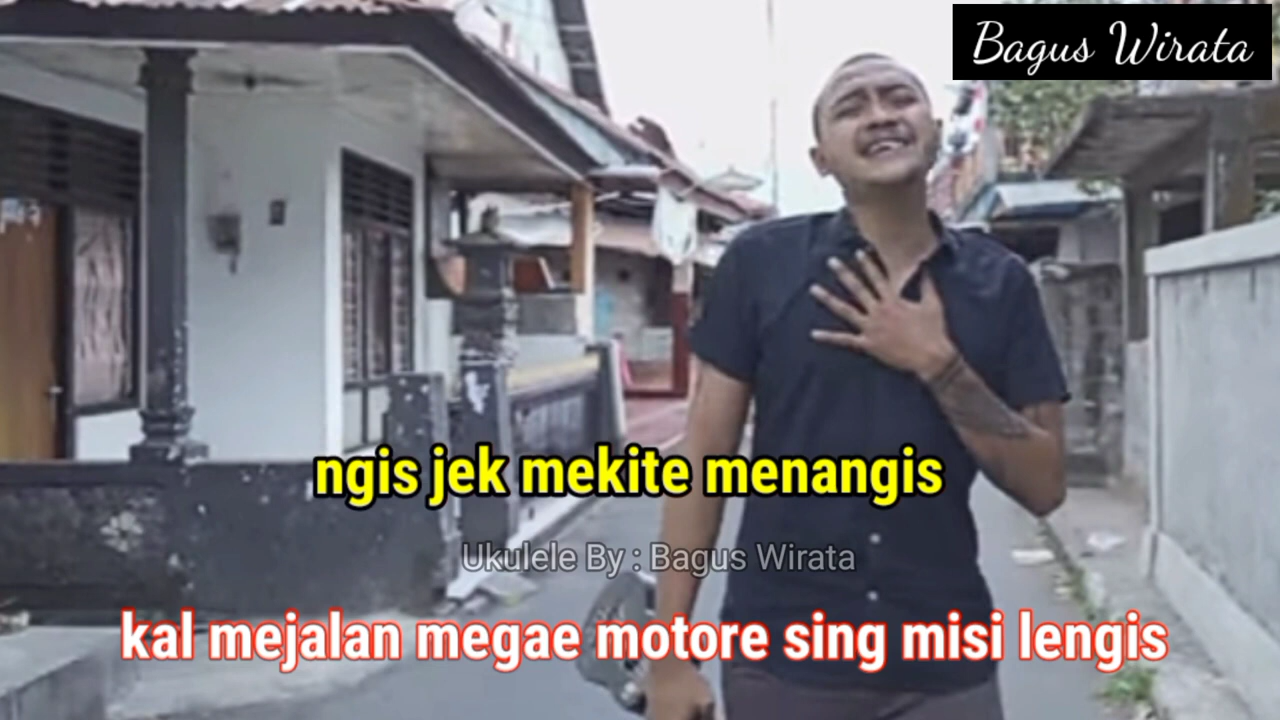 Bagus Wirata
ngis jek mekite menangis
Ukulele By : Bagus Wirata
kal mejalan megae motore sing misi lengis